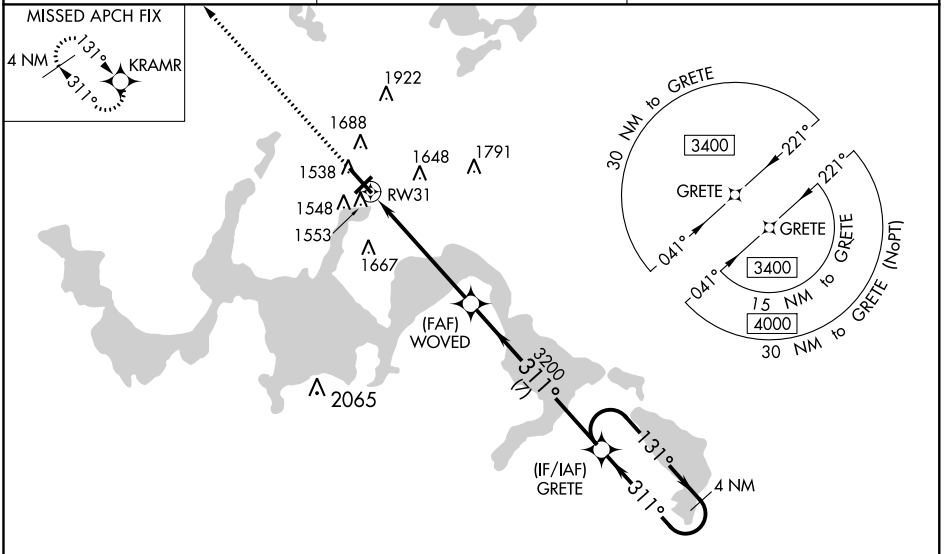 MISSED APCH FIX
4 NM
131°
311°
KRAMR
1922
1688
1538
1648
1791
RW31
1548
1553
1667
(FAF)
WOVED
2065
3200
311°
(7)
(IF/IAF)
GRETE
131°
311°
4 NM
30 NM to GRETE
3400
221°
GRETE
041°
221°
GRETE
041°
3400
15 NM to GRETE
4000
30 NM to GRETE (NoPT)